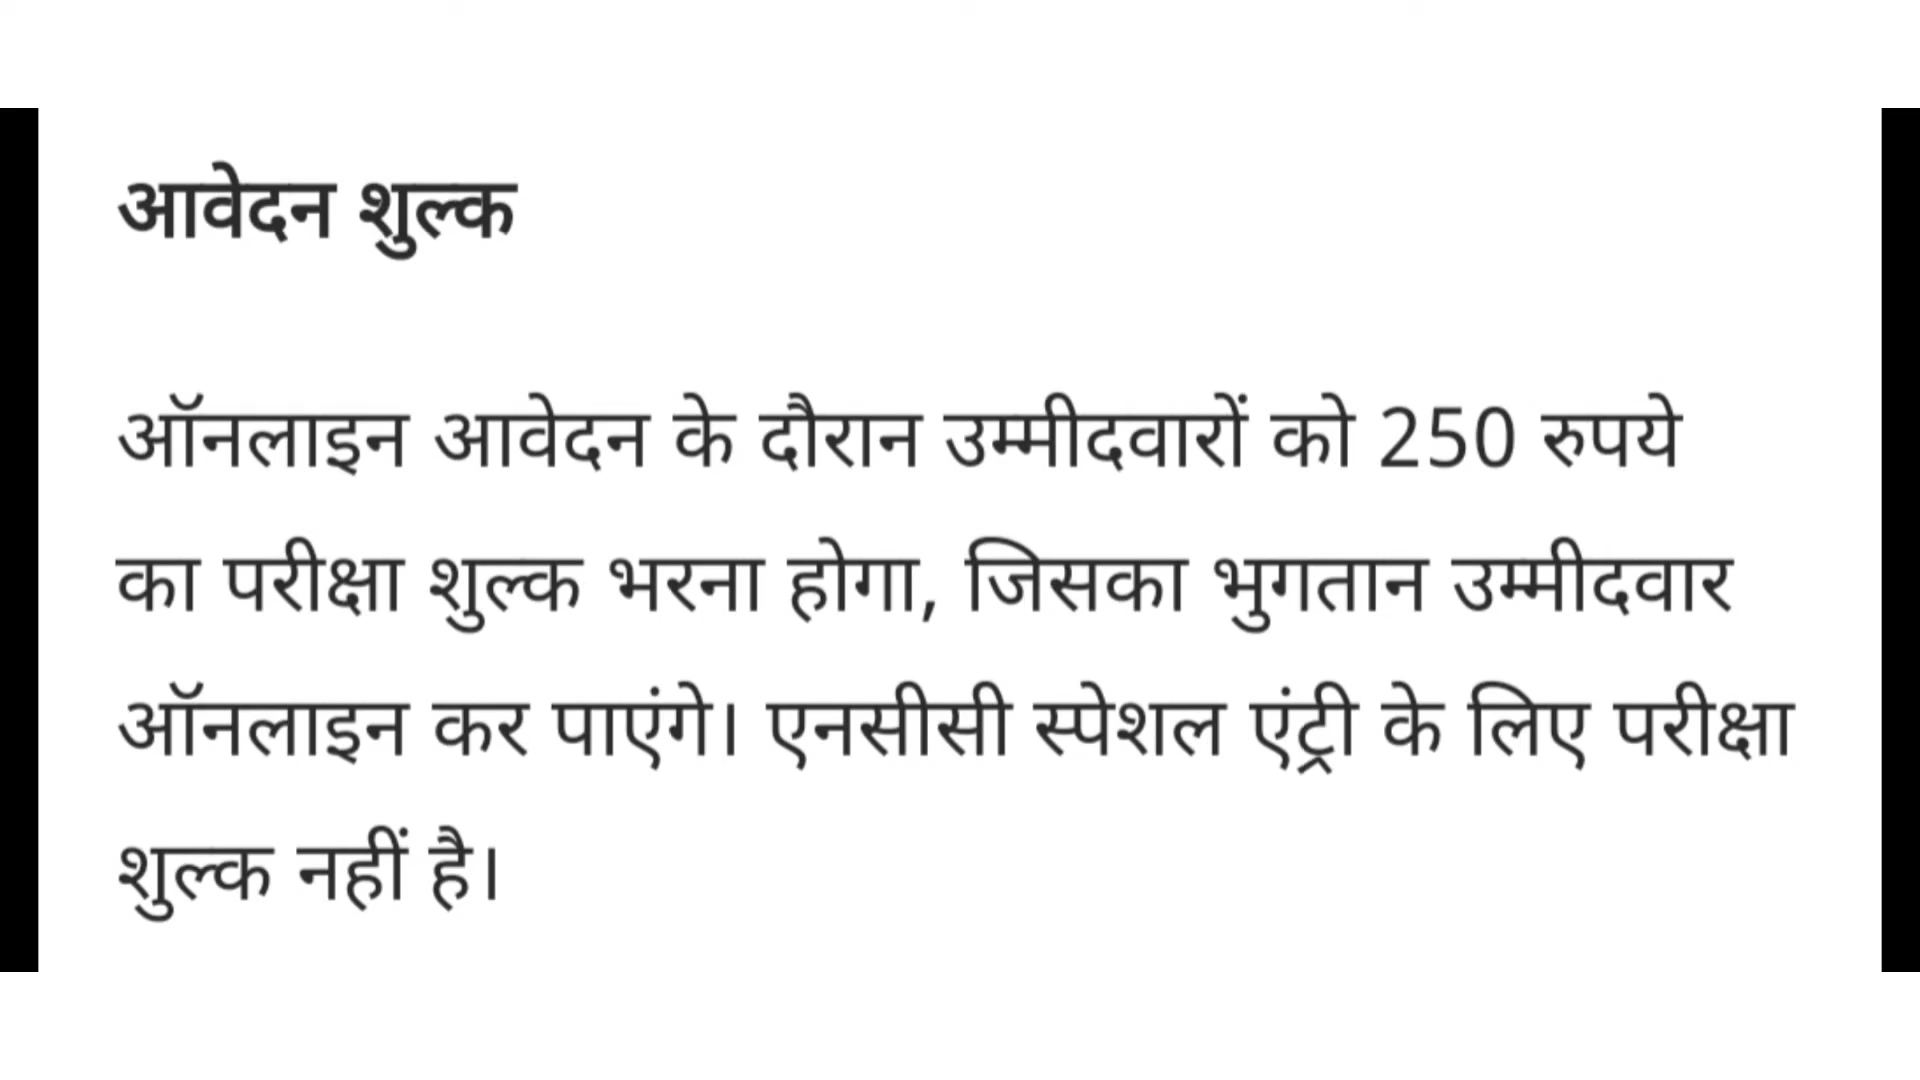 आवेदन शुल्क
ऑनलाइन आवेदन के दौरान उम्मीदवारों को 250 रुपये
का परीक्षा शुल्क भरना होगा, जिसका भुगतान उम्मीदवार
ऑनलाइन कर पाएंगे। एनसीसी स्पेशल एंट्री के लिए परीक्षा
शुल्क नहीं है।